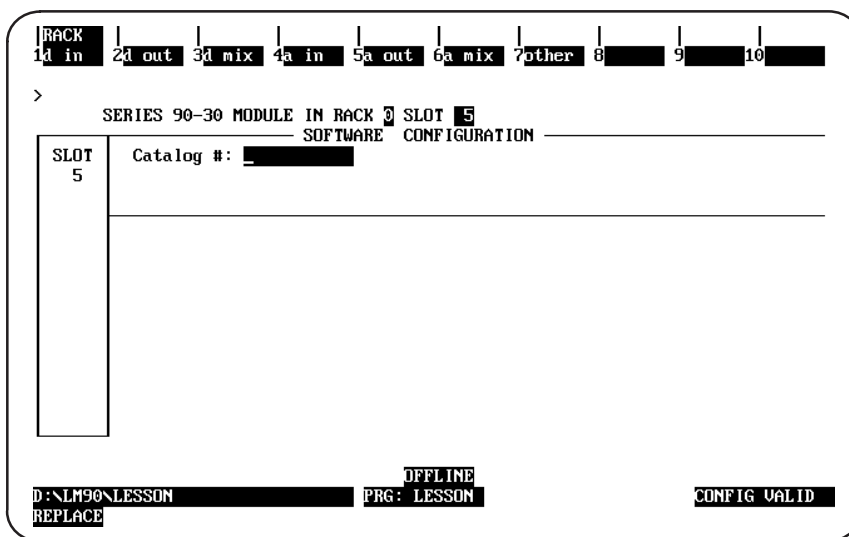 RACK
1d in 2d out 3d mix 4a in 5a out 6a mix 7other 8 9 10
>
SERIES 90-30 MODULE IN RACK 0 SLOT 5
SOFTWARE CONFIGURATION
SLOT Catalog #:
5
OFFLINE
D:\LM90\LESSON PRG: LESSON CONFIG VALID
REPLACE